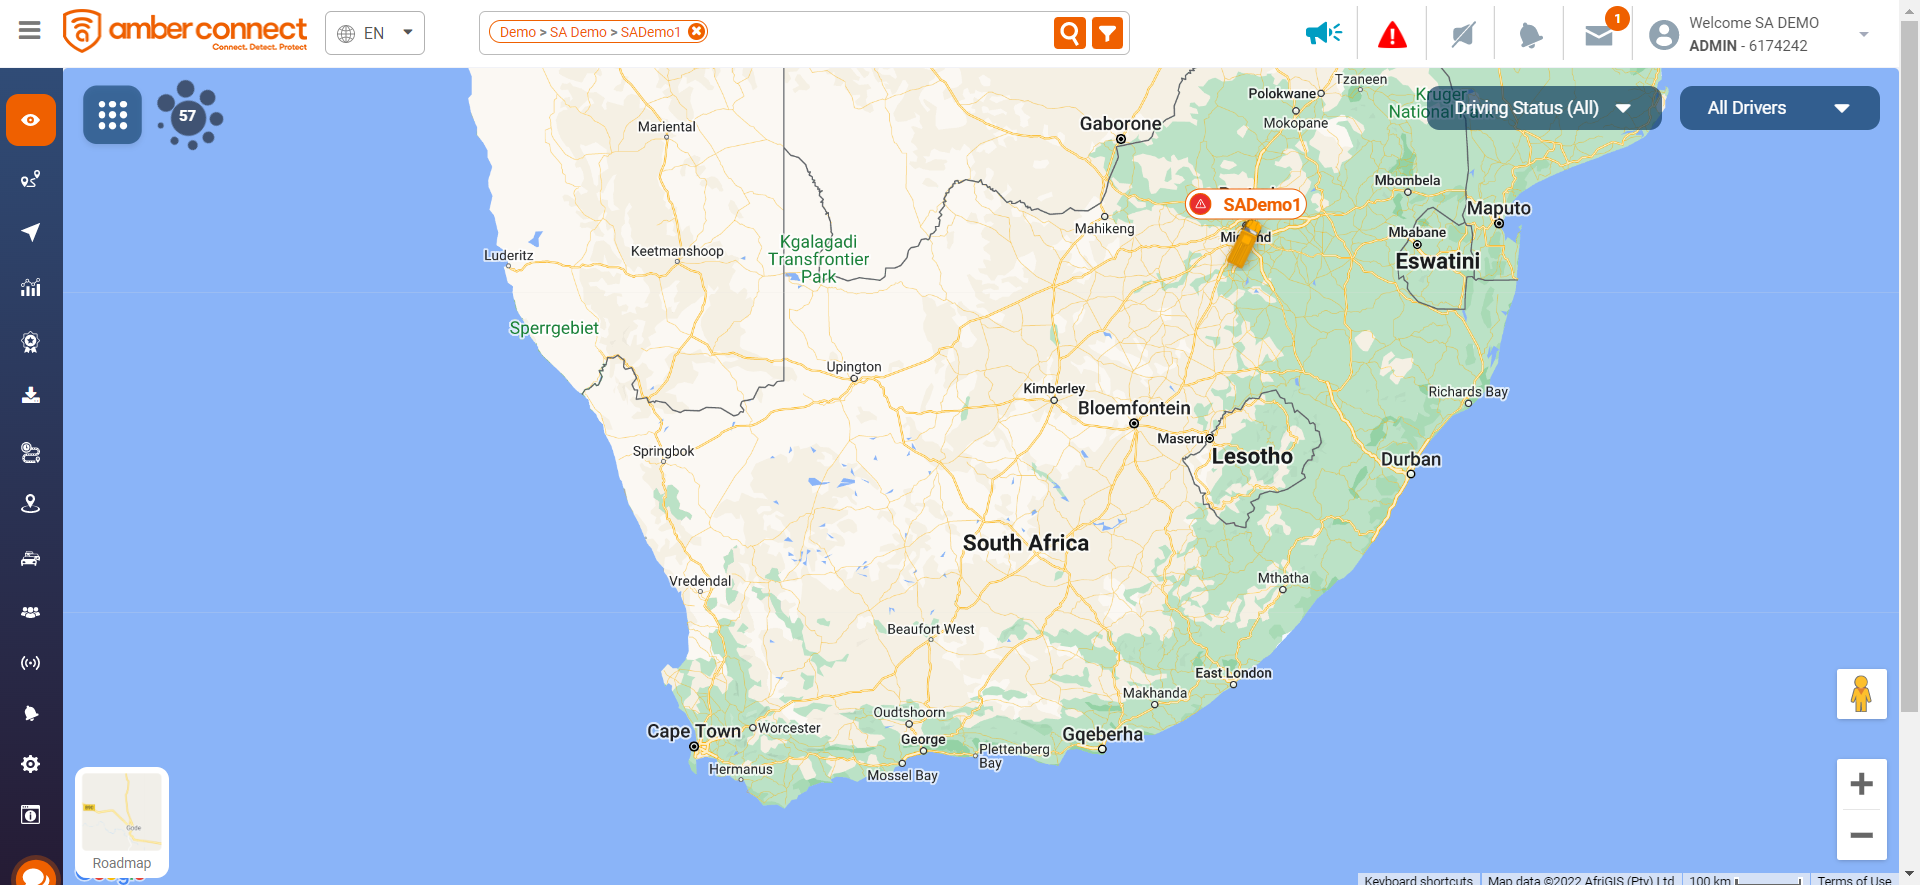 amber connect
Connect. Detect. Protect
EN
Demo > SA Demo > SADemo1
1
Welcome SA DEMO
ADMIN - 6174242
57
Driving Status (All)
All Drivers
Tzaneen
Polokwane
Kruger
National Park
Mokopane
Gaborone
Mariental
Mbombela
SADemo1
Maputo
Mahikeng
Mbabane
Kgalagadi
Transfrontier
Park
Keetmanshoop
Luderitz
Eswatini
Sperrgebiet
Upington
Kimberley
Richards Bay
Bloemfontein
Maseru
Lesotho
Springbok
Durban
South Africa
Mthatha
Vredendal
Beaufort West
East London
Makhanda
Oudtshoorn
Cape Town
Worcester
George
Gqeberha
Plettenberg
Bay
Hermanus
Mossel Bay
Gode
Roadmap
Keyboard shortcuts
Map data ©2022 AfriGIS (Pty) Ltd
100 km
Terms of Use